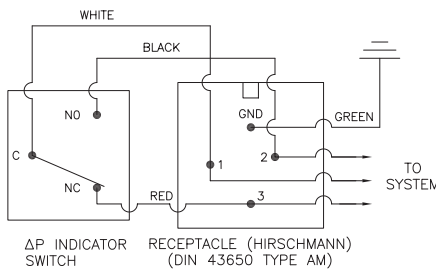 WHITE
BLACK
NO
GND
GREEN
C
1
2
TO
SYSTEM
NC
RED
3
ΔP INDICATOR
SWITCH
RECEPTACLE (HIRSCHMANN)
(DIN 43650 TYPE AM)